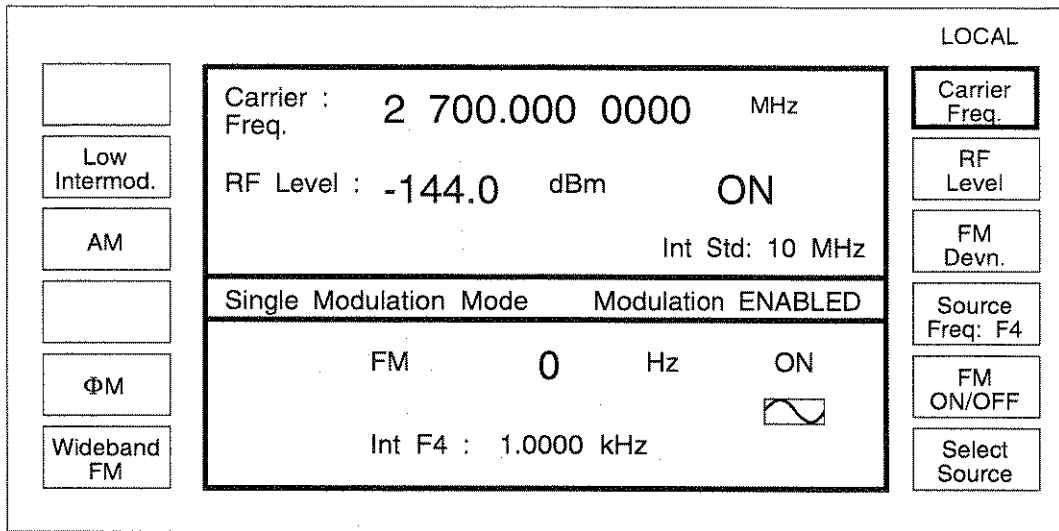 LOCAL
Low
Intermod.
AM
ΦM
Wideband
FM
Carrier :
Freq.
2 700.000 0000 MHz
RF Level : -144.0 dBm ON
Int Std: 10 MHz
Single Modulation Mode Modulation ENABLED
FM 0 Hz ON
Int F4 : 1.0000 kHz
Carrier
Freq.
RF
Level
FM
Devn.
Source
Freq: F4
FM
ON/OFF
Select
Source